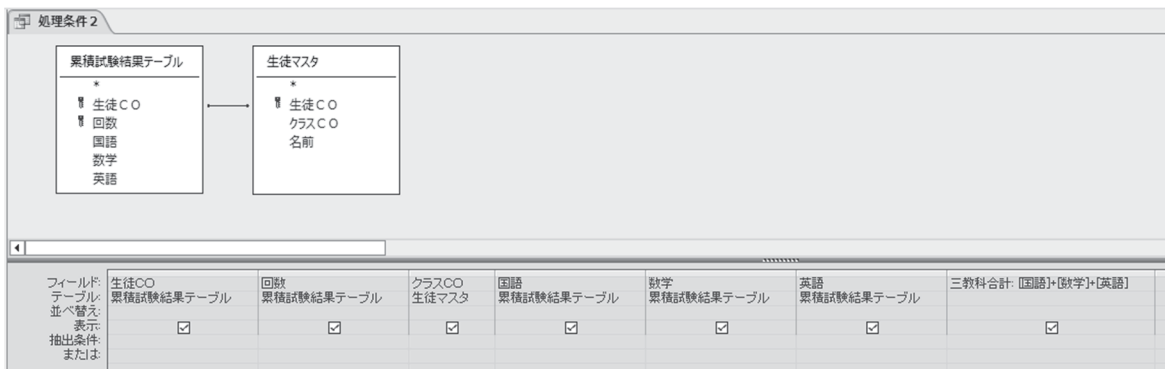 処理条件2
累積試験結果テーブル
*
生徒CO
回数
国語
数学
英語
生徒マスタ
*
生徒CO
クラスCO
名前
フィールド: 生徒CO 回数 クラスCO 国語 数学 英語 三教科合計: [国語]+[数学]+[英語]
テーブル: 累積試験結果テーブル 累積試験結果テーブル 生徒マスタ 累積試験結果テーブル 累積試験結果テーブル 累積試験結果テーブル
並べ替え:
表示:
抽出条件:
または: